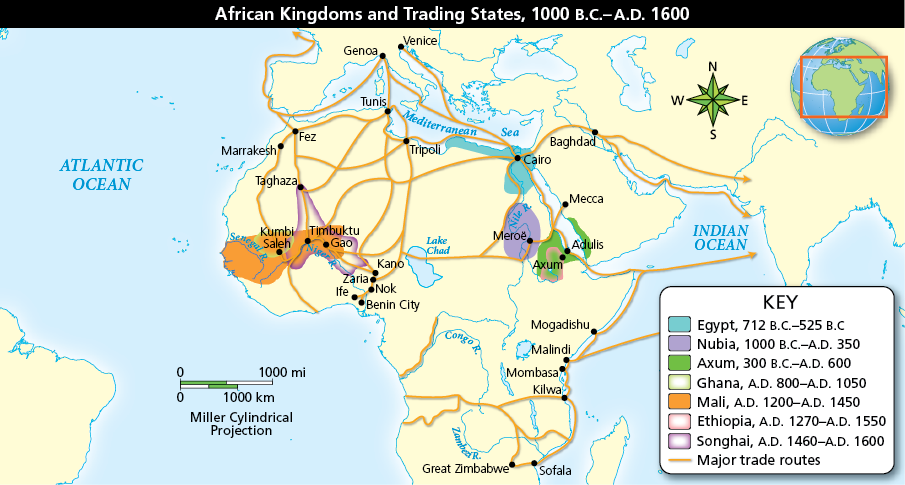 African Kingdoms and Trading States, 1000 B.C.–A.D. 1600
Venice
Genoa
N
W
E
S
Tunis
Mediterranean Sea
Fez
Marrakesh
Tripoli
Baghdad
Cairo
ATLANTIC
OCEAN
Taghaza
Mecca
Nile R.
Kumbi
Saleh
Timbuktu
Gao
Senegal R.
Niger R.
Meroë
Adulis
INDIAN
OCEAN
Lake
Chad
Axum
Kano
Zaria
Nok
Ife
Benin City
Mogadishu
Congo R.
Malindi
Mombasa
Kilwa
Zambezi R.
Great Zimbabwe
Sofala
0 1000 mi
0 1000 km
Miller Cylindrical
Projection
KEY
Egypt, 712 B.C.–525 B.C
Nubia, 1000 B.C.–A.D. 350
Axum, 300 B.C.–A.D. 600
Ghana, A.D. 800–A.D. 1050
Mali, A.D. 1200–A.D. 1450
Ethiopia, A.D. 1270–A.D. 1550
Songhai, A.D. 1460–A.D. 1600
Major trade routes